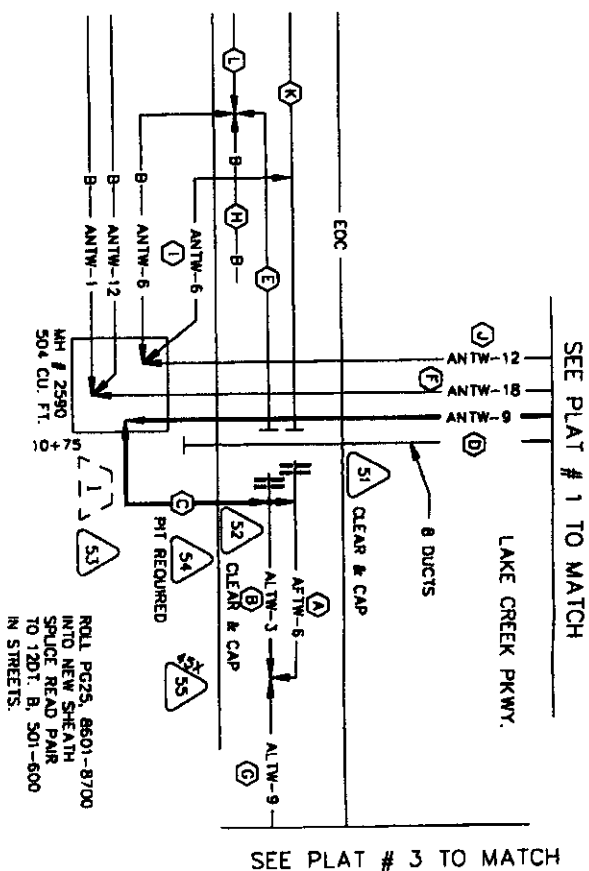 SEE PLAT # 1 TO MATCH
LAKE CREEK PKWY.
J
ANTW-12
F
ANTW-18
ANTW-9
D
8 DUCTS
EOC
51
CLEAR & CAP
K
L
B
H
B
E
B
ANTW-6
I
ANTW-6
B
ANTW-12
B
ANTW-1
MH # 2590
504 CU. FT.
10+75
1
53
C
54
PIT REQUIRED
52
CLEAR & CAP
A
AFTW-6
B
ALTW-3
45X
55
G
ALTW-9
ROLL PG25, 8601-8700
INTO NEW SHEATH
SPLICE READ PAIR
TO 12DT. B, 501-600
IN STREETS.
SEE PLAT # 3 TO MATCH